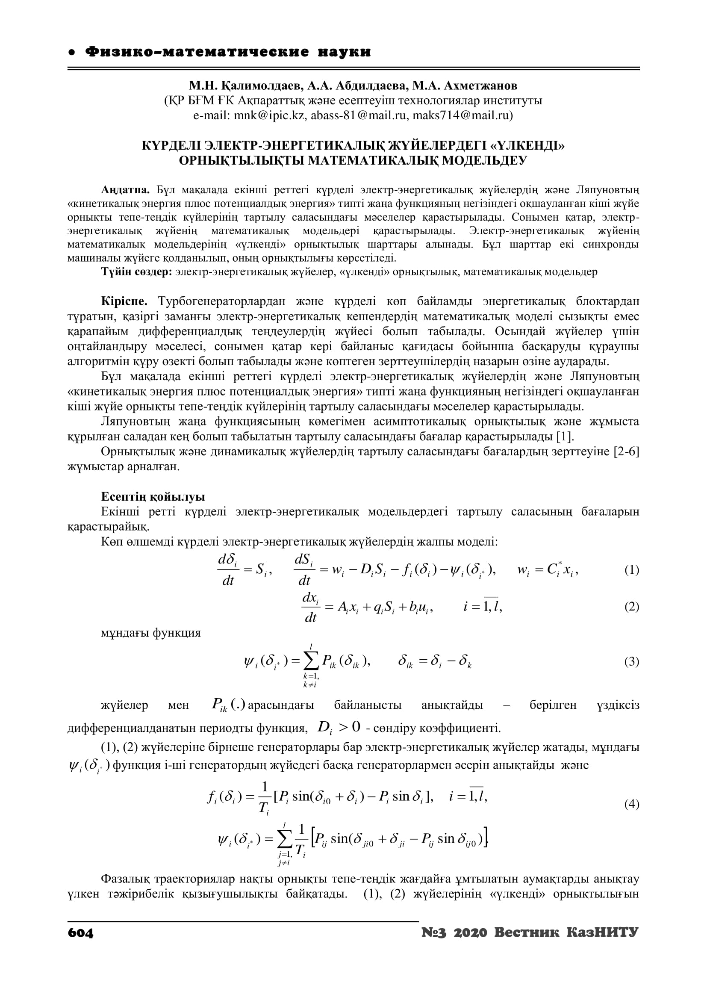 • Физико-математические науки
М.Н. Қалимолдаев, А.А. Абдилдаева, М.А. Ахметжанов
(ҚР БҒМ ҒК Ақпараттық және есептеуіш технологиялар институты
e-mail: mnk@ipic.kz, abass-81@mail.ru, maks714@mail.ru)
КҮРДЕЛІ ЭЛЕКТР-ЭНЕРГЕТИКАЛЫҚ ЖҮЙЕЛЕРДЕГІ «ҮЛКЕНДІ»
ОРНЫҚТЫЛЫҚТЫ МАТЕМАТИКАЛЫҚ МОДЕЛЬДЕУ
Аңдатпа. Бұл мақалада екінші реттегі күрделі электр-энергетикалық жүйелердің және Ляпуновтың
«кинетикалық энергия плюс потенциалдық энергия» типті жаңа функцияның негізіндегі оқшауланған кіші жүйе
орнықты тепе-теңдік күйлерінің тартылу саласындағы мәселелер қарастырылады. Сонымен қатар, электр-
энергетикалық жүйенің математикалық модельдері қарастырылады. Электр-энергетикалық жүйенің
математикалық модельдерінің «үлкенді» орнықтылық шарттары алынады. Бұл шарттар екі синхронды
машиналы жүйеге қолданылып, оның орнықтылығы көрсетіледі.
Түйін сөздер: электр-энергетикалық жүйелер, «үлкенді» орнықтылық, математикалық модельдер
Кіріспе. Турбогенераторлардан және күрделі көп байламды энергетикалық блоктардан
тұратын, қазіргі заманғы электр-энергетикалық кешендердің математикалық моделі сызықты емес
қарапайым дифференциалдық теңдеулердің жүйесі болып табылады. Осындай жүйелер үшін
оңтайландыру мәселесі, сонымен қатар кері байланыс қағидасы бойынша басқаруды құраушы
алгоритмін құру өзекті болып табылады және көптеген зерттеушілердің назарын өзіне аударады.
Бұл мақалада екінші реттегі күрделі электр-энергетикалық жүйелердің және Ляпуновтың
«кинетикалық энергия плюс потенциалдық энергия» типті жаңа функцияның негізіндегі оқшауланған
кіші жүйе орнықты тепе-теңдік күйлерінің тартылу саласындағы мәселелер қарастырылады.
Ляпуновтың жаңа функциясының көмегімен асимптотикалық орнықтылық және жұмыста
құрылған саладан кең болып табылатын тартылу саласындағы бағалар қарастырылады [1].
Орнықтылық және динамикалық жүйелердің тартылу саласындағы бағалардың зерттеуіне [2-6]
жұмыстар арналған.
Есептің қойылуы
Екінші ретті күрделі электр-энергетикалық модельдердегі тартылу саласының бағаларын
қарастырайық.
Көп өлшемді күрделі электр-энергетикалық жүйелердің жалпы моделі:
$\frac{d\delta_i}{dt} = S_i, \quad \frac{dS_i}{dt} = w_i - D_i S_i - f_i(\delta_i) - \psi_i(\delta_{i^*}), \quad w_i = C_i^* x_i,$ (1)
$\frac{dx_i}{dt} = A_i x_i + q_i S_i + b_i u_i, \quad i = \overline{1,l},$ (2)
мұндағы функция
$\psi_i(\delta_{i^*}) = \sum_{\substack{k=1, \\ k \neq i}}^{l} P_{ik}(\delta_{ik}), \quad \delta_{ik} = \delta_i - \delta_k$ (3)
жүйелер мен $P_{ik}(.)$ арасындағы байланысты анықтайды – берілген үздіксіз
дифференциалданатын периодты функция, $D_i > 0$ - сөндіру коэффициенті.
(1), (2) жүйелеріне бірнеше генераторлары бар электр-энергетикалық жүйелер жатады, мұндағы
$\psi_i(\delta_{i^*})$ функция і-ші генератордың жүйедегі басқа генераторлармен әсерін анықтайды және
$f_i(\delta_i) = \frac{1}{T_i}[P_i \sin(\delta_{i0} + \delta_i) - P_i \sin \delta_i], \quad i = \overline{1,l},$ (4)
$\psi_i(\delta_{i^*}) = \sum_{\substack{j=1, \\ j \neq i}}^{l} \frac{1}{T_i}\left[P_{ij} \sin(\delta_{ji0} + \delta_{ji} - P_{ij} \sin \delta_{ij0})\right].$
Фазалық траекториялар нақты орнықты тепе-теңдік жағдайға ұмтылатын аумақтарды анықтау
үлкен тәжірибелік қызығушылықты байқатады. (1), (2) жүйелерінің «үлкенді» орнықтылығын
604 №3 2020 Вестник КазНИТУ